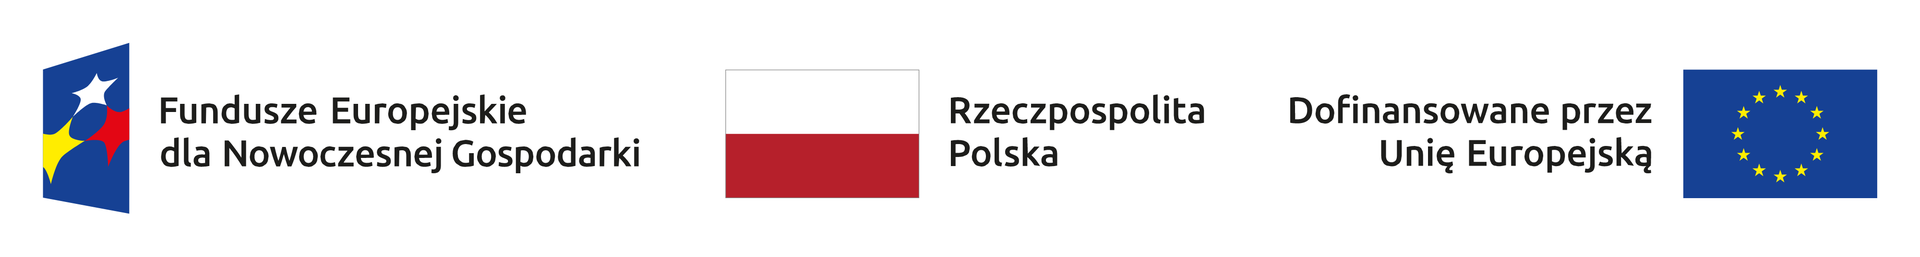 Fundusze Europejskie
dla Nowoczesnej Gospodarki
Rzeczpospolita
Polska
Dofinansowane przez
Unię Europejską